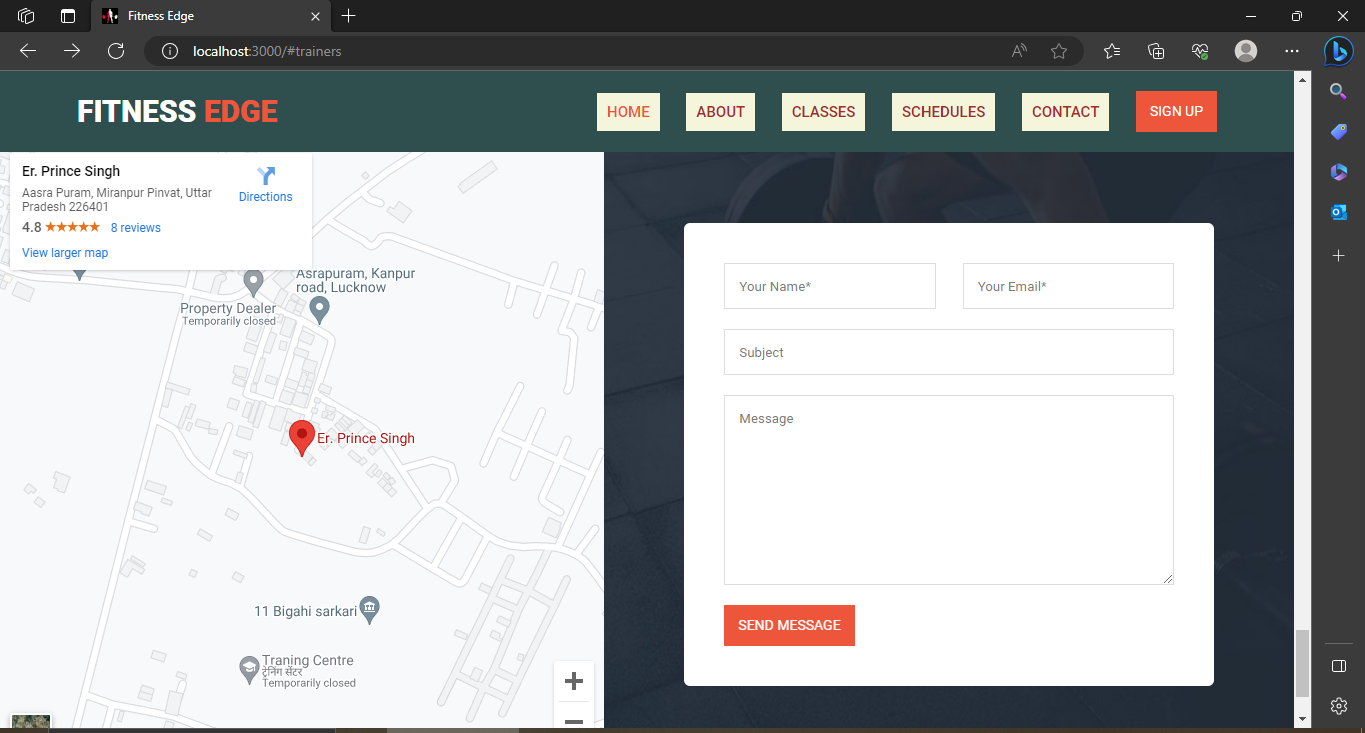 Fitness Edge
localhost:3000/#trainers
FITNESS EDGE
HOME
ABOUT
CLASSES
SCHEDULES
CONTACT
SIGN UP
Er. Prince Singh
Aasra Puram, Miranpur Pinvat, Uttar
Pradesh 226401
Directions
4.8 ★★★★★ 8 reviews
View larger map
Asrapuram, Kanpur
road, Lucknow
Property Dealer
Temporarily closed
Er. Prince Singh
11 Bigahi sarkari
Traning Centre
ट्रेनिंग सेंटर
Temporarily closed
Your Name*
Your Email*
Subject
Message
SEND MESSAGE